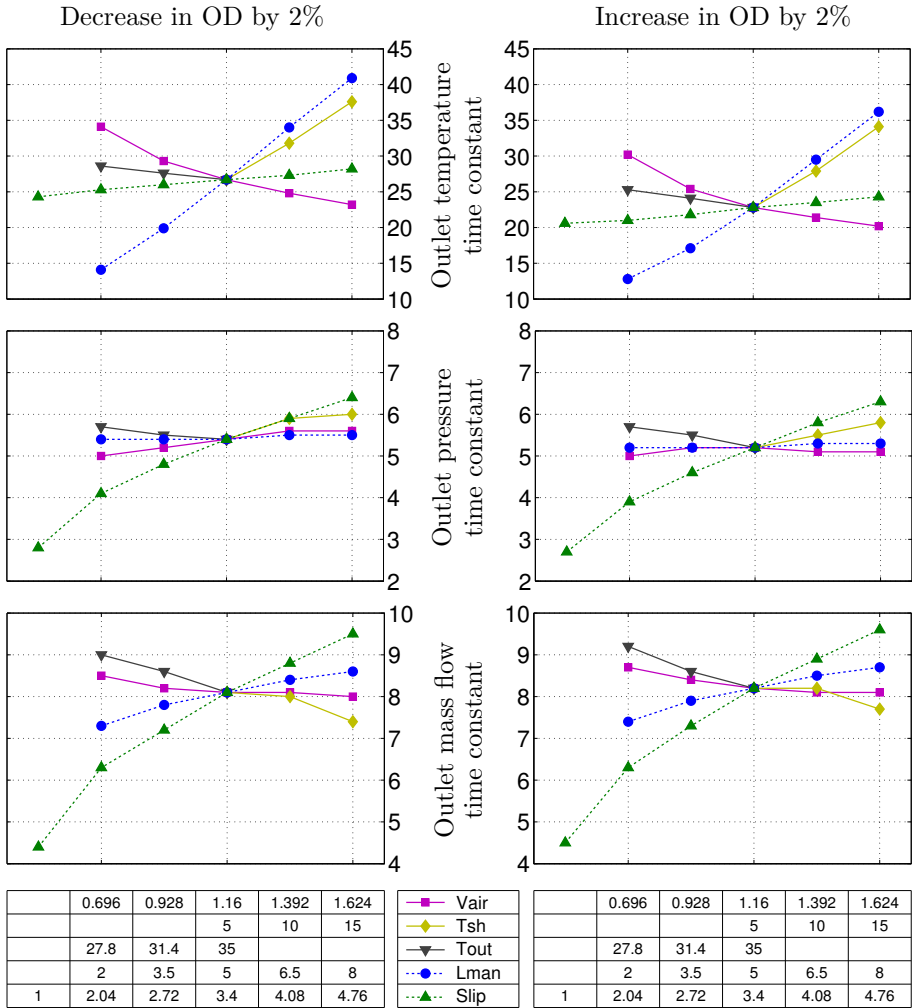 Decrease in OD by 2%
Increase in OD by 2%
45
40
35
30
25
20
15
10
Outlet temperature
time constant
45
40
35
30
25
20
15
10
8
7
6
5
4
3
2
Outlet pressure
time constant
8
7
6
5
4
3
2
10
9
8
7
6
5
4
Outlet mass flow
time constant
10
9
8
7
6
5
4
0.696 0.928 1.16 1.392 1.624
5 10 15
27.8 31.4 35
2 3.5 5 6.5 8
1 2.04 2.72 3.4 4.08 4.76
Vair
Tsh
Tout
Lman
Slip
0.696 0.928 1.16 1.392 1.624
5 10 15
27.8 31.4 35
2 3.5 5 6.5 8
1 2.04 2.72 3.4 4.08 4.76